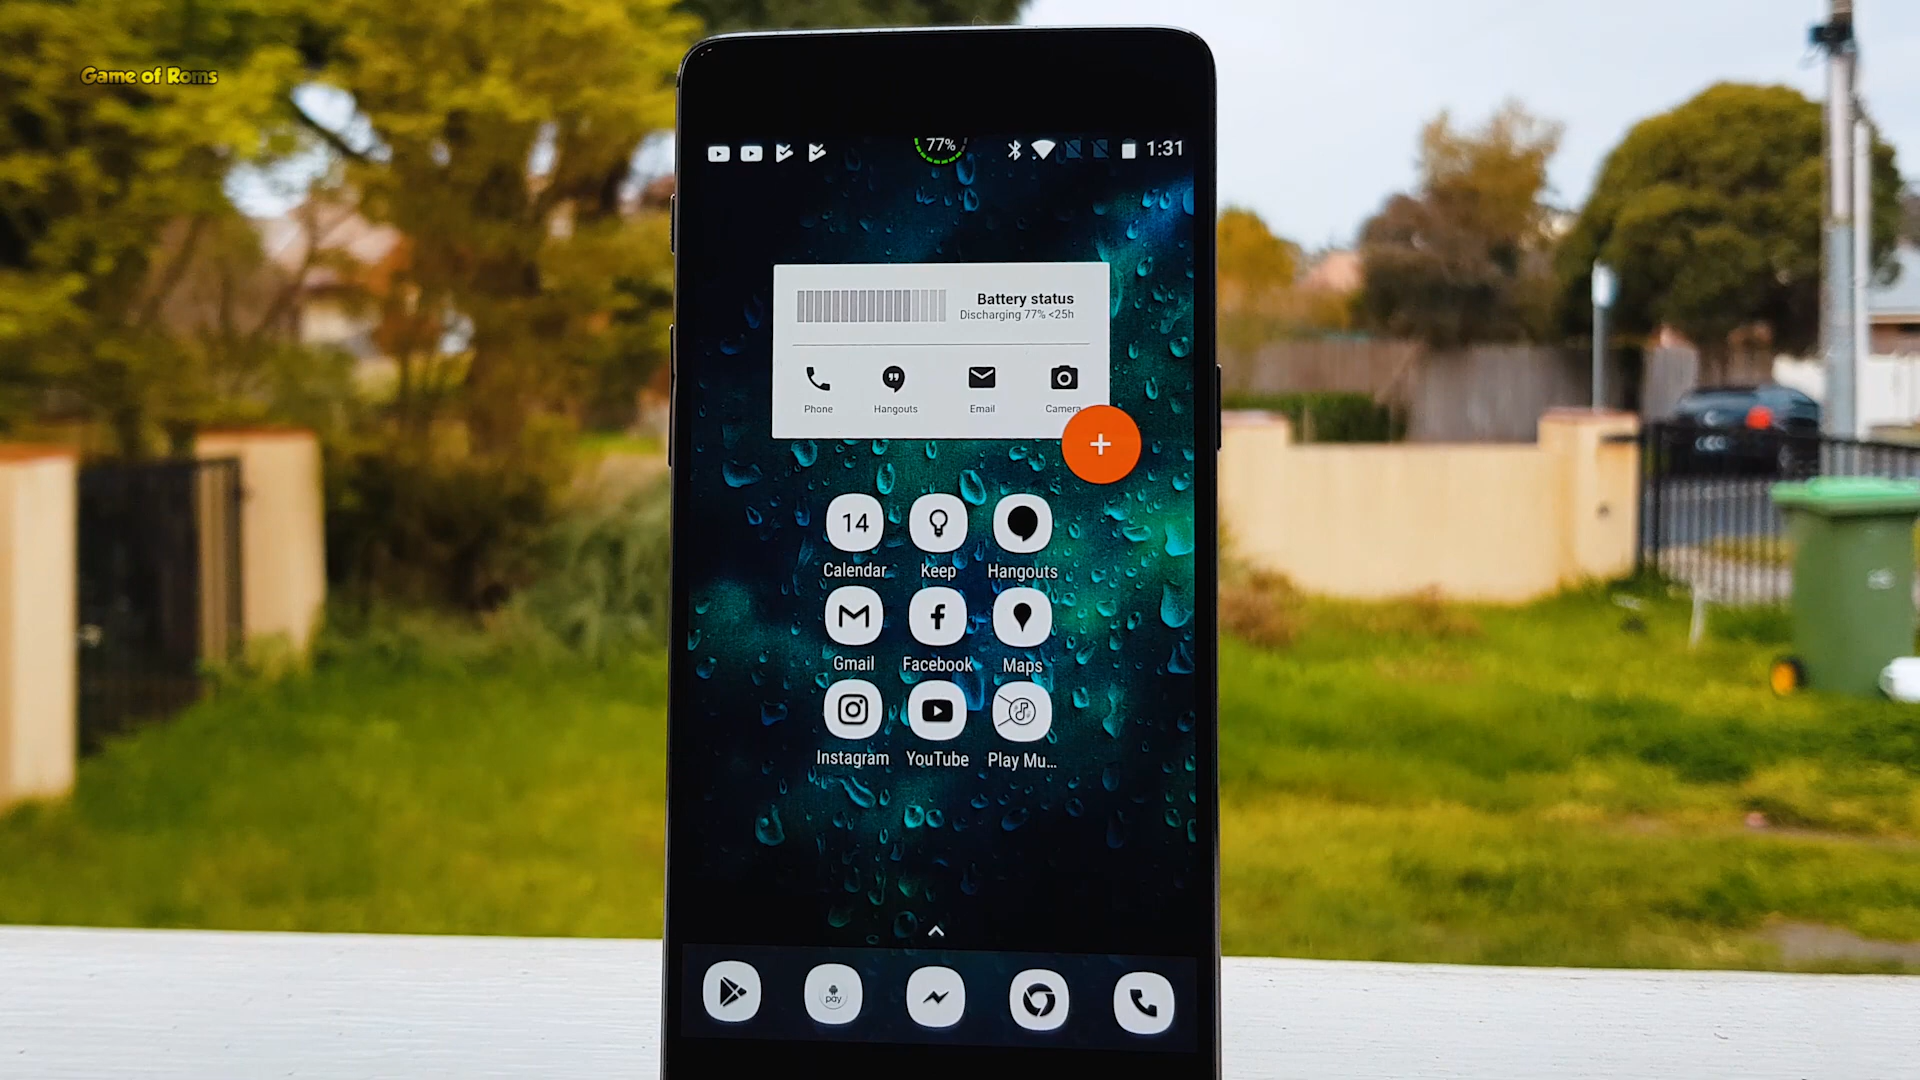 Game of Roms
77%
1:31
Battery status
Discharging 77% <25h
Phone
Hangouts
Email
Camera
14
Calendar
Keep
Hangouts
Gmail
Facebook
Maps
Instagram
YouTube
Play Mu...
pay